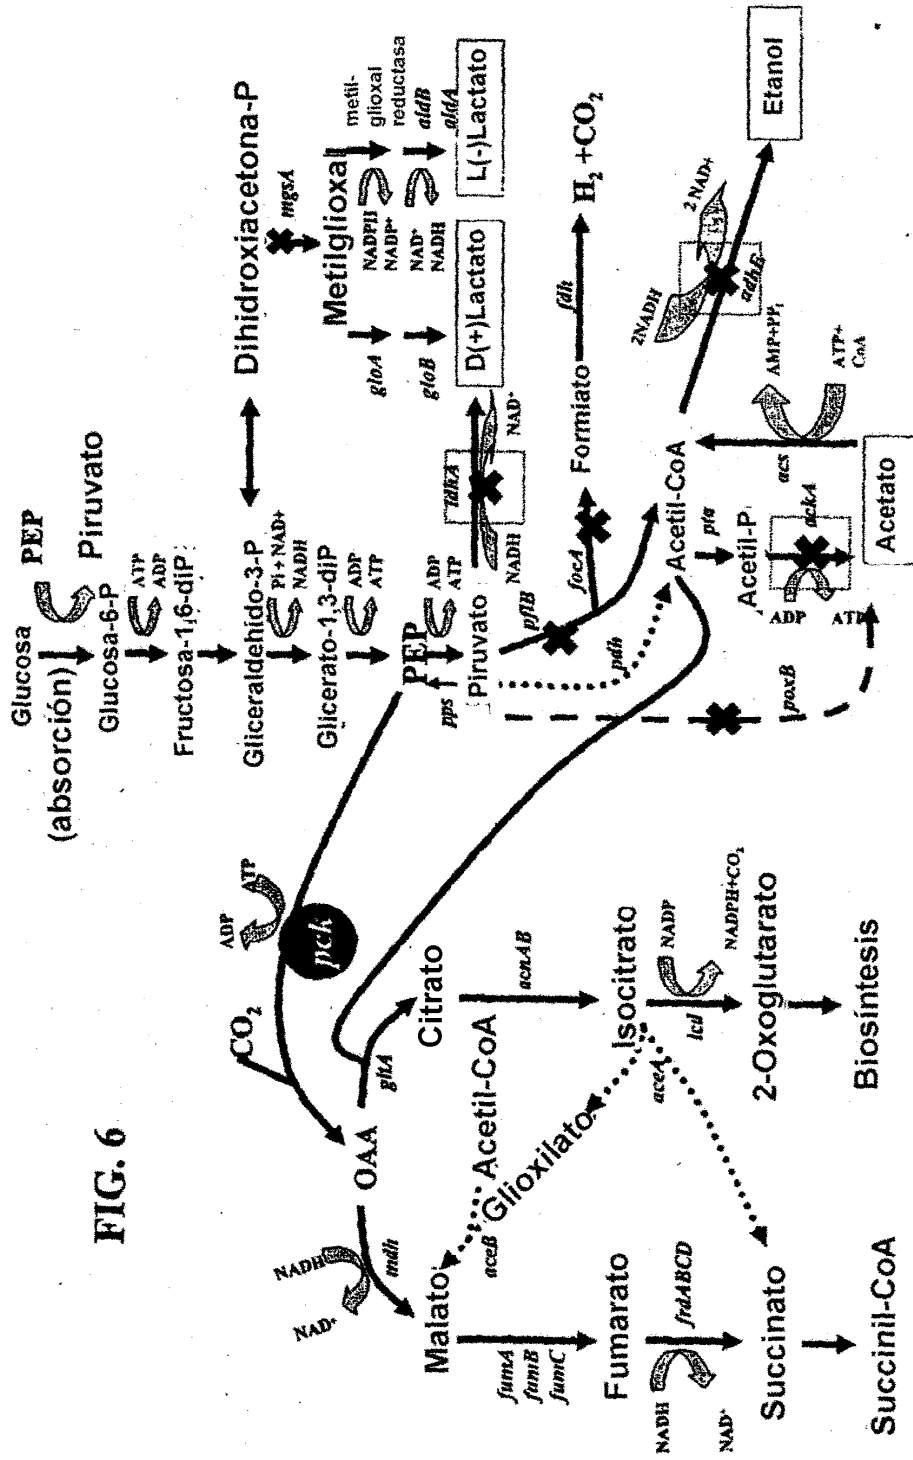 FIG. 6
Glucosa
(absorción)
PEP
Piruvato
Glucosa-6-P
ATP
ADP
Fructosa-1,6-diP
Gliceraldehido-3-P
Dihidroxiacetona-P
Pi + NAD+
NADH
mgsA
Glicerato-1,3-diP
ADP
ATP
Metilglioxal
metil-
glioxal
reductasa
NADPH
NADP+
gloA
NAD+
NADH
aldB
aldA
gloB
D(+)Lactato
L(-)Lactato
PEP
ADP
ATP
pps
Piruvato
NADH
ldkA
NAD+
pflB
focA
Formiato
fdh
H2 +CO2
pdh
poxB
Acetil-CoA
pta
Acetil-P
ADP
ATP
ackA
Acetato
acs
AMP+PPi
ATP+
CoA
2NADH
2 NAD+
adhE
Etanol
ADP
ATP
pck
CO2
OAA
gltA
Citrato
acnAB
Isocitrato
NADP
NADPH+CO2
Icd
2-Oxoglutarato
Biosíntesis
aceA
Glioxilato
Acetil-CoA
aceB
NADH
NAD+
mdh
Malato
fumA
fumB
fumC
Fumarato
NADH
NAD+
frdABCD
Succinato
Succinil-CoA